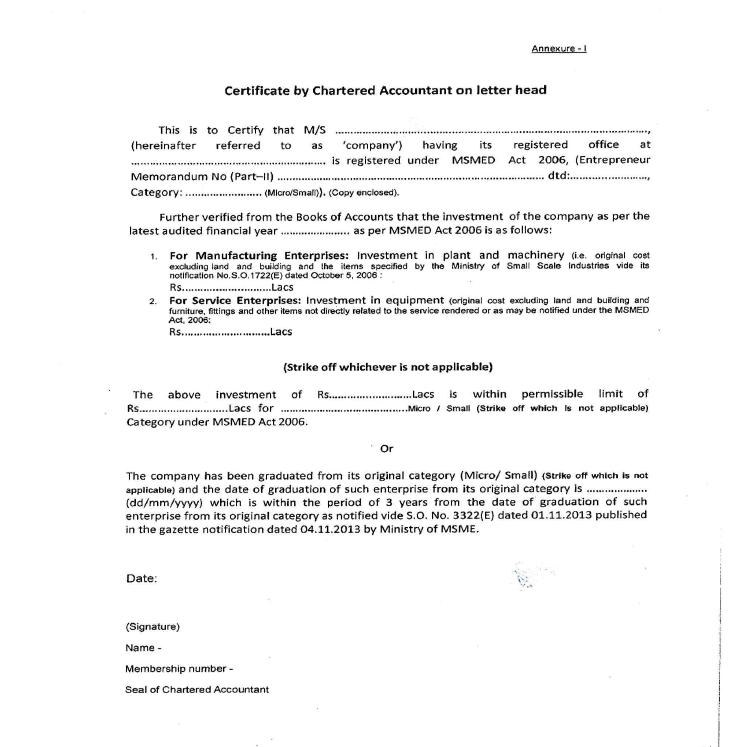 Annexure - I
Certificate by Chartered Accountant on letter head
This is to Certify that M/S ........................................................................................................,
(hereinafter referred to as 'company') having its registered office at
................................................................ is registered under MSMED Act 2006, (Entrepreneur
Memorandum No (Part–II) ........................................................................................ dtd:..........................,
Category: ......................... (Micro/Small)). (Copy enclosed).
Further verified from the Books of Accounts that the investment of the company as per the
latest audited financial year ....................... as per MSMED Act 2006 is as follows:
1. For Manufacturing Enterprises: Investment in plant and machinery (i.e. original cost
excluding land and building and the items specified by the Ministry of Small Scale Industries vide its
notification No.S.O.1722(E) dated October 5, 2006 :
Rs.............................Lacs
2. For Service Enterprises: Investment in equipment (original cost excluding land and building and
furniture, fittings and other items not directly related to the service rendered or as may be notified under the MSMED
Act, 2006:
Rs.............................Lacs
(Strike off whichever is not applicable)
The above investment of Rs...........................Lacs is within permissible limit of
Rs.............................Lacs for ..........................................Micro / Small (Strike off which is not applicable)
Category under MSMED Act 2006.
Or
The company has been graduated from its original category (Micro/ Small) (Strike off which is not
applicable) and the date of graduation of such enterprise from its original category is ....................
(dd/mm/yyyy) which is within the period of 3 years from the date of graduation of such
enterprise from its original category as notified vide S.O. No. 3322(E) dated 01.11.2013 published
in the gazette notification dated 04.11.2013 by Ministry of MSME.
Date:
(Signature)
Name -
Membership number -
Seal of Chartered Accountant